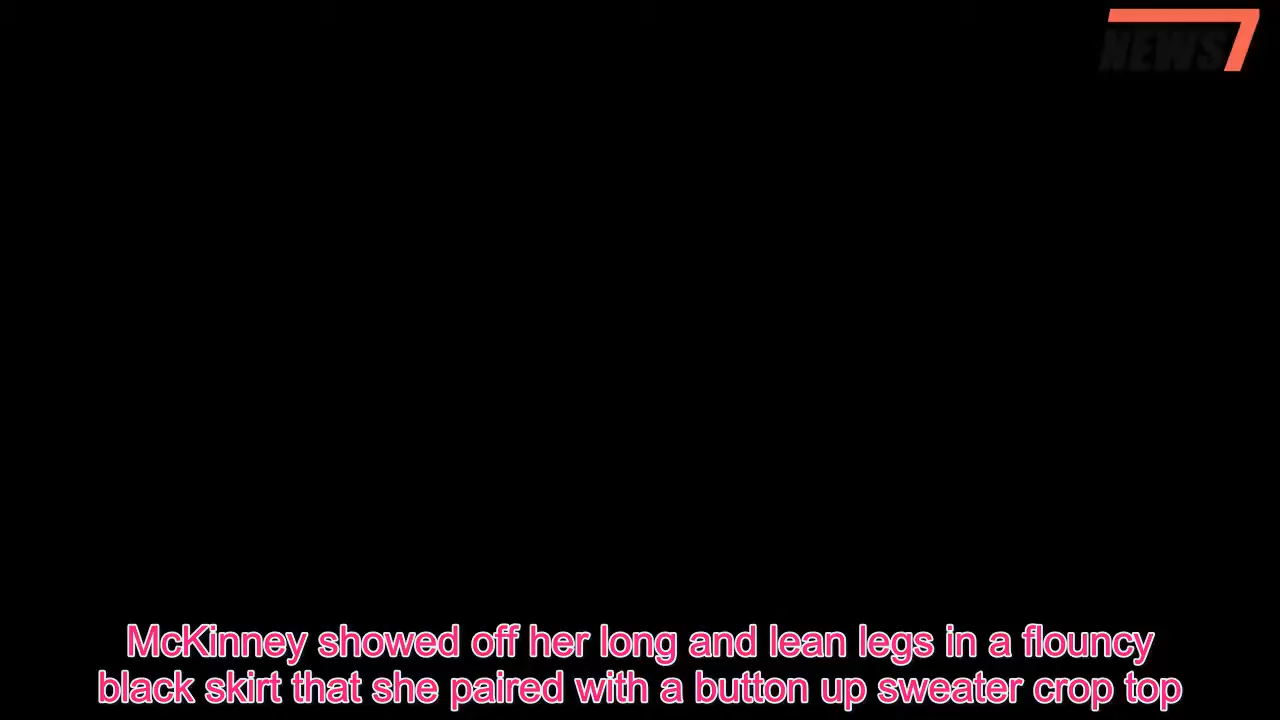 NEWS7
McKinney showed off her long and lean legs in a flouncy
black skirt that she paired with a button up sweater crop top